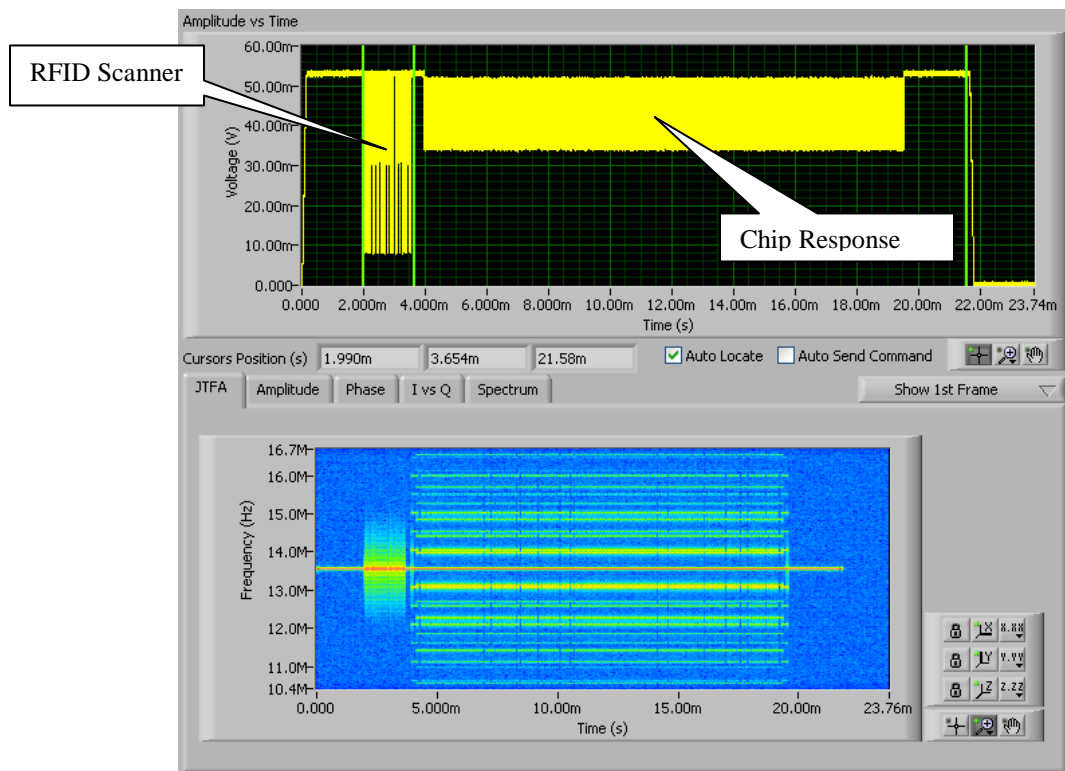 Amplitude vs Time
RFID Scanner
60.00m
50.00m
40.00m
30.00m
20.00m
10.00m
0.000
Voltage (V)
Chip Response
0.000 2.000m 4.000m 6.000m 8.000m 10.00m 12.00m 14.00m 16.00m 18.00m 20.00m 22.00m 23.74m
Time (s)
Cursors Position (s) 1.990m 3.654m 21.58m Auto Locate Auto Send Command
JTFA Amplitude Phase I vs Q Spectrum Show 1st Frame
16.7M
16.0M
15.0M
14.0M
13.0M
12.0M
11.0M
10.4M
Frequency (Hz)
0.000 5.000m 10.00m 15.00m 20.00m 23.76m
Time (s)
X X.XX
Y Y.YY
Z Z.ZZ